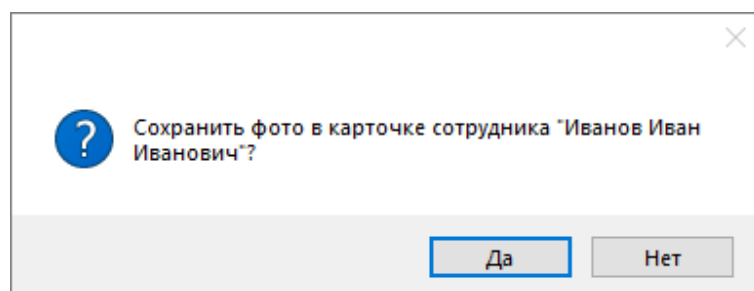 Сохранить фото в карточке сотрудника "Иванов Иван
Иванович"?
Да
Нет